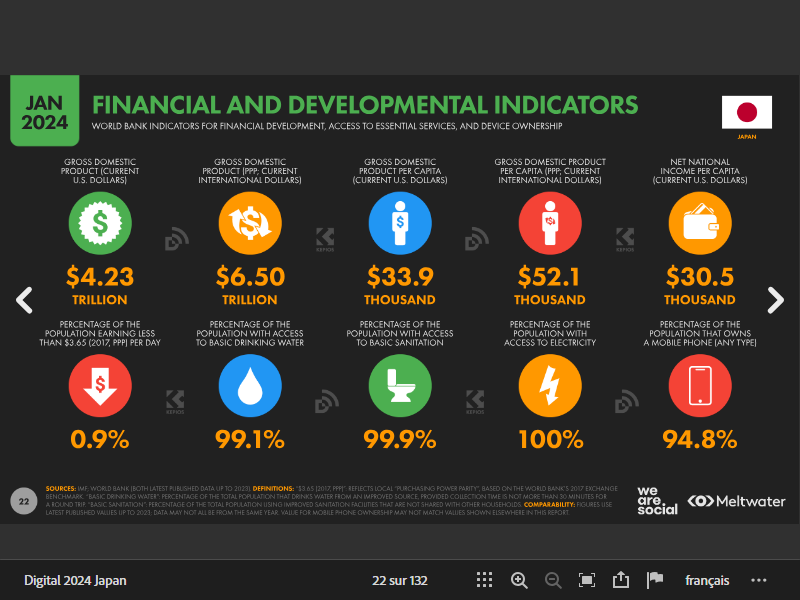 JAN
2024
FINANCIAL AND DEVELOPMENTAL INDICATORS
WORLD BANK INDICATORS FOR FINANCIAL DEVELOPMENT, ACCESS TO ESSENTIAL SERVICES, AND DEVICE OWNERSHIP
JAPAN
GROSS DOMESTIC
PRODUCT (CURRENT
U.S. DOLLARS)
$4.23
TRILLION
GROSS DOMESTIC
PRODUCT (PPP; CURRENT
INTERNATIONAL DOLLARS)
$6.50
TRILLION
GROSS DOMESTIC
PRODUCT PER CAPITA
(CURRENT U.S. DOLLARS)
$33.9
THOUSAND
GROSS DOMESTIC PRODUCT
PER CAPITA (PPP; CURRENT
INTERNATIONAL DOLLARS)
$52.1
THOUSAND
NET NATIONAL
INCOME PER CAPITA
(CURRENT U.S. DOLLARS)
$30.5
THOUSAND
PERCENTAGE OF THE
POPULATION EARNING LESS
THAN $3.65 (2017, PPP) PER DAY
0.9%
PERCENTAGE OF THE
POPULATION WITH ACCESS
TO BASIC DRINKING WATER
99.1%
PERCENTAGE OF THE
POPULATION WITH ACCESS
TO BASIC SANITATION
99.9%
PERCENTAGE OF THE
POPULATION WITH
ACCESS TO ELECTRICITY
100%
PERCENTAGE OF THE
POPULATION THAT OWNS
A MOBILE PHONE (ANY TYPE)
94.8%
KEPIOS
KEPIOS
KEPIOS
KEPIOS
22
SOURCES: IMF; WORLD BANK (BOTH LATEST PUBLISHED DATA UP TO 2023). DEFINITIONS: "$3.65 (2017, PPP)": REFLECTS LOCAL "PURCHASING POWER PARITY", BASED ON THE WORLD BANK'S 2017 EXCHANGE
BENCHMARK. "BASIC DRINKING WATER": PERCENTAGE OF THE TOTAL POPULATION THAT DRINKS WATER FROM AN IMPROVED SOURCE, PROVIDED COLLECTION TIME IS NOT MORE THAN 30 MINUTES FOR
A ROUND TRIP. "BASIC SANITATION": PERCENTAGE OF THE TOTAL POPULATION USING IMPROVED SANITATION FACILITIES THAT ARE NOT SHARED WITH OTHER HOUSEHOLDS. COMPARABILITY: FIGURES USE
LATEST PUBLISHED VALUES UP TO 2023; DATA MAY NOT ALL BE FROM THE SAME YEAR. VALUE FOR MOBILE PHONE OWNERSHIP MAY NOT MATCH VALUES SHOWN ELSEWHERE IN THIS REPORT.
we
are.
social
Meltwater
Digital 2024 Japan
22 sur 132
français